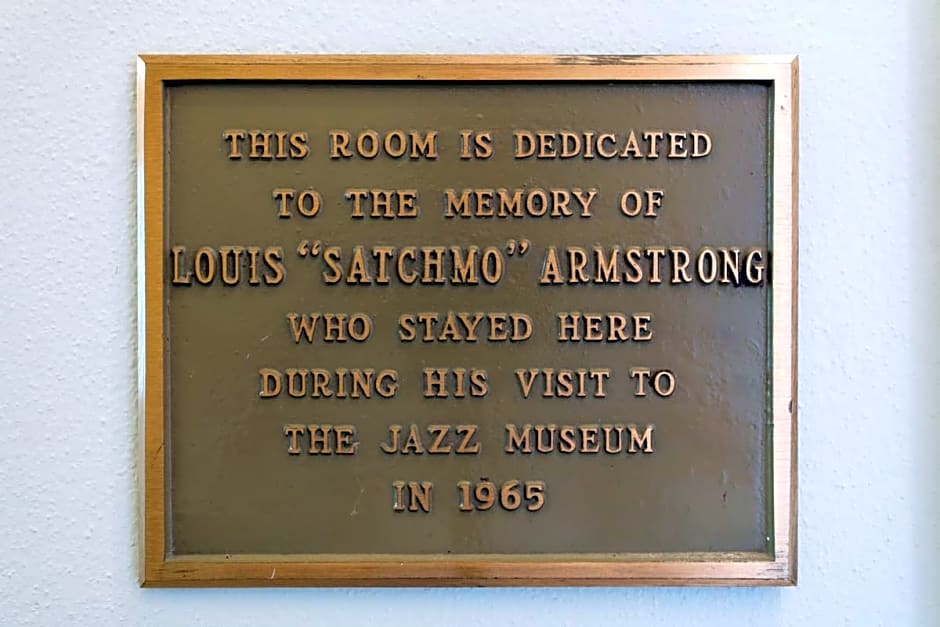 THIS ROOM IS DEDICATED
TO THE MEMORY OF
LOUIS “SATCHMO” ARMSTRONG
WHO STAYED HERE
DURING HIS VISIT TO
THE JAZZ MUSEUM
IN 1965